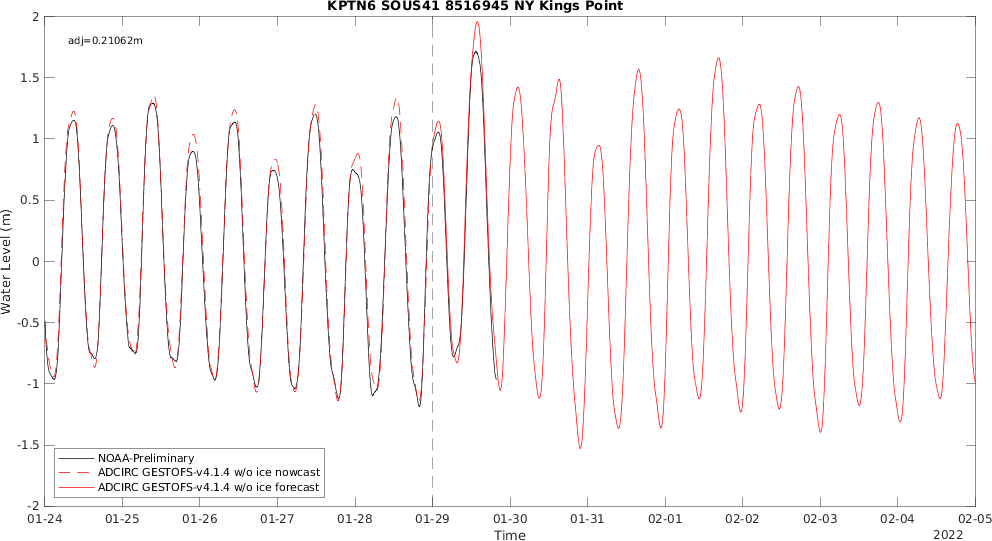 KPTN6 SOUS41 8516945 NY Kings Point
adj=0.21062m
Water Level (m)
2
1.5
1
0.5
0
-0.5
-1
-1.5
-2
NOAA-Preliminary
ADCIRC GESTOFS-v4.1.4 w/o ice nowcast
ADCIRC GESTOFS-v4.1.4 w/o ice forecast
01-24 01-25 01-26 01-27 01-28 01-29 01-30 01-31 02-01 02-02 02-03 02-04 02-05
Time
2022